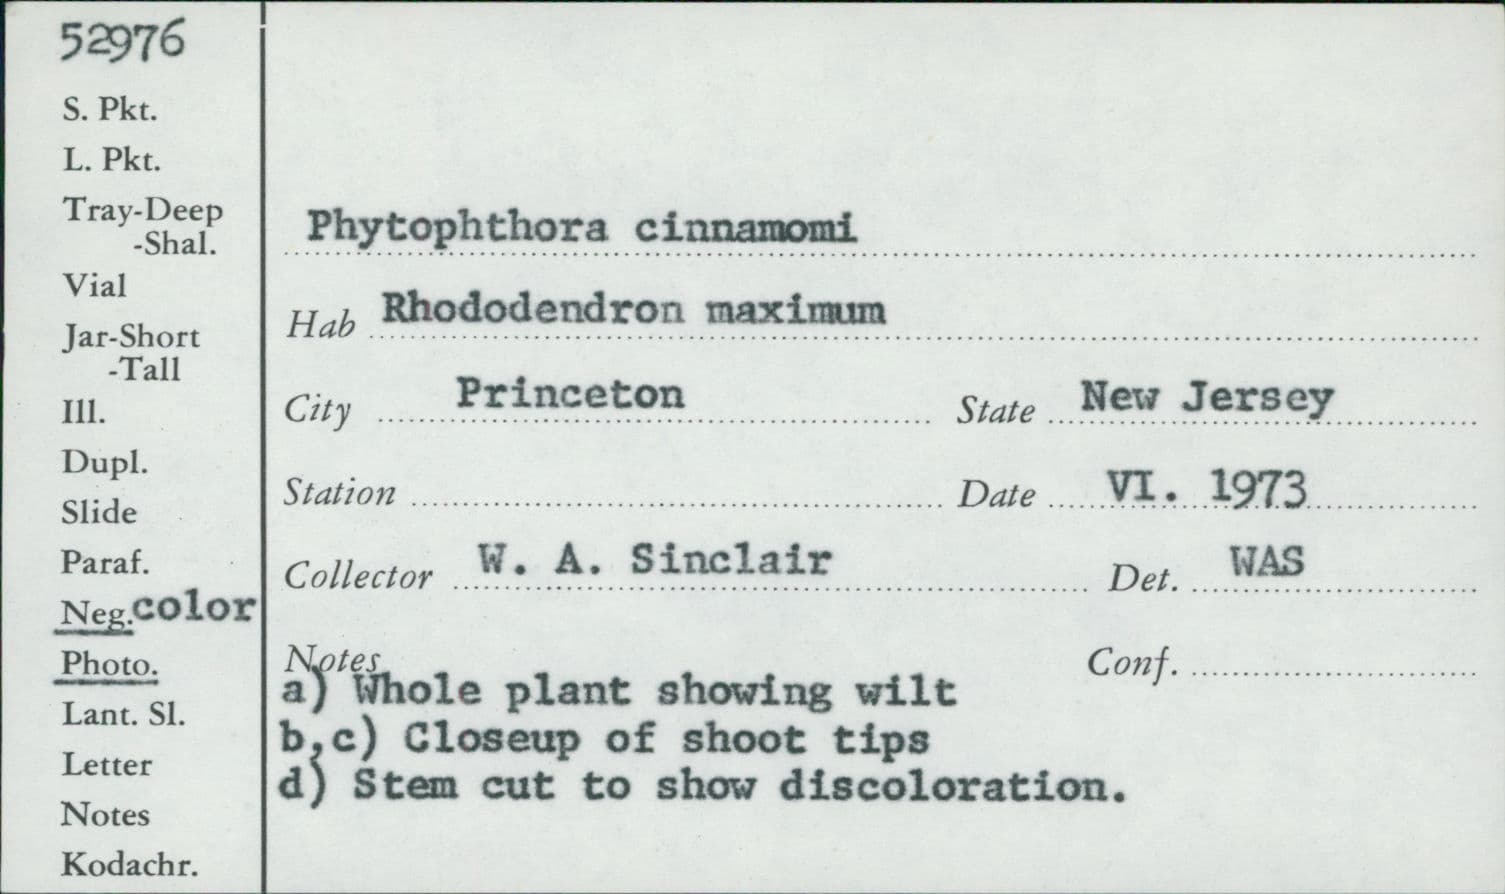 52976
S. Pkt.
L. Pkt.
Tray-Deep
-Shal.
Vial
Jar-Short
-Tall
Ill.
Dupl.
Slide
Paraf.
Neg. color
Photo.
Lant. Sl.
Letter
Notes
Kodachr.
Phytophthora cinnamomi
Hab Rhododendron maximum
City Princeton State New Jersey
Station Date VI. 1973
Collector W. A. Sinclair Det. WAS
Notes Conf.
a) Whole plant showing wilt
b,c) Closeup of shoot tips
d) Stem cut to show discoloration.